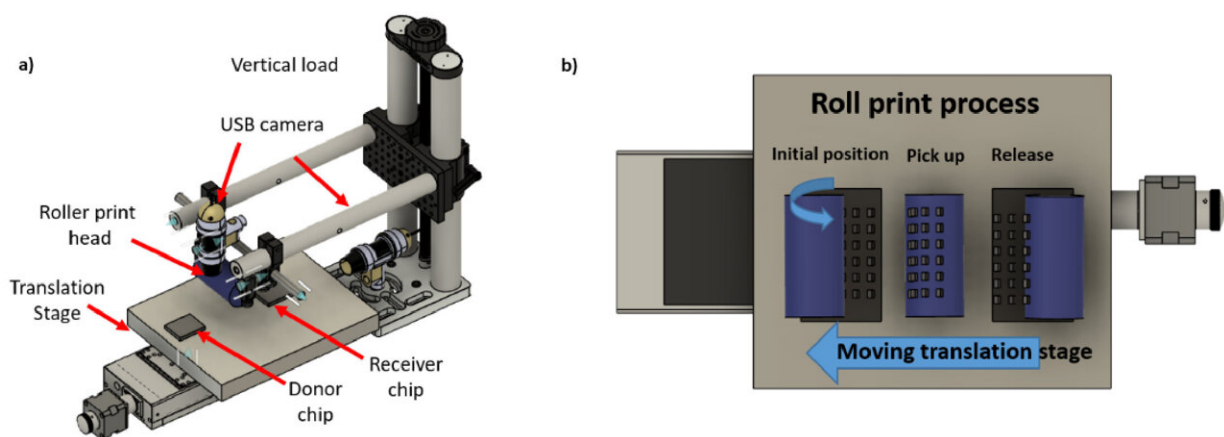 a)
Vertical load
USB camera
Roller print
head
Translation
Stage
Donor
chip
Receiver
chip
b)
Roll print process
Initial position
Pick up
Release
Moving translation stage